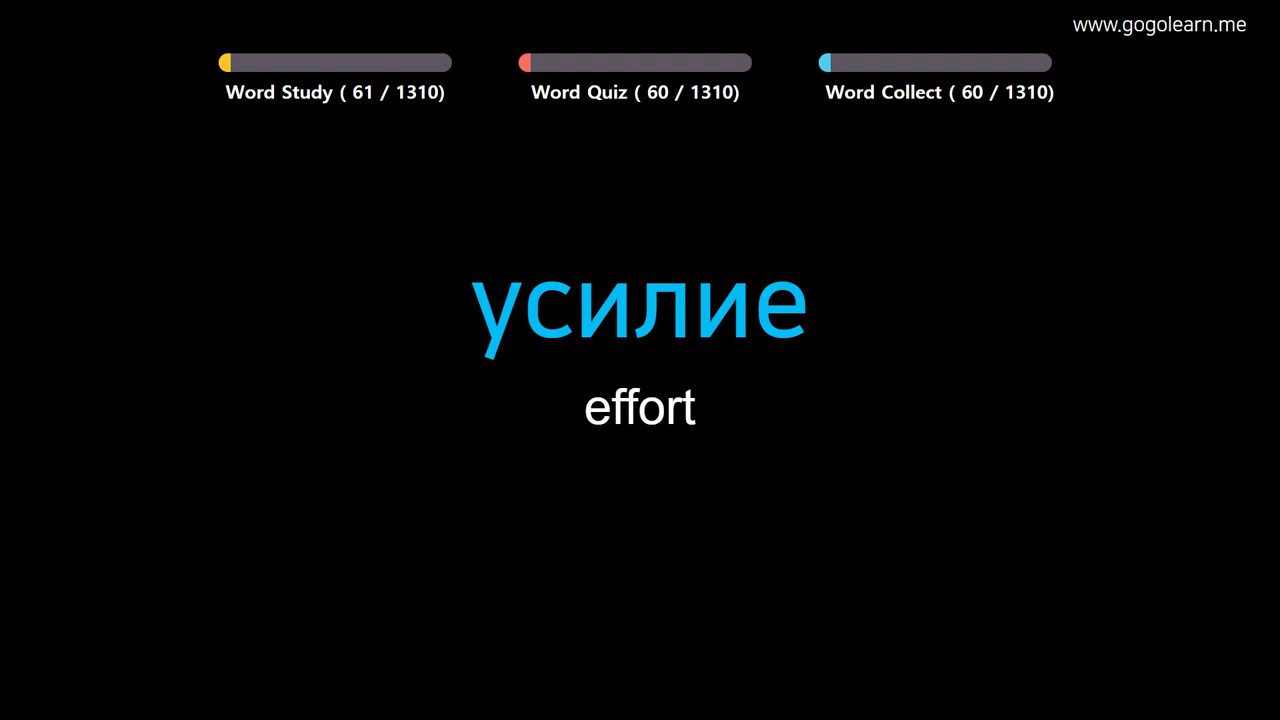 www.gogolearn.me
Word Study ( 61 / 1310)
Word Quiz ( 60 / 1310)
Word Collect ( 60 / 1310)
усилие
effort